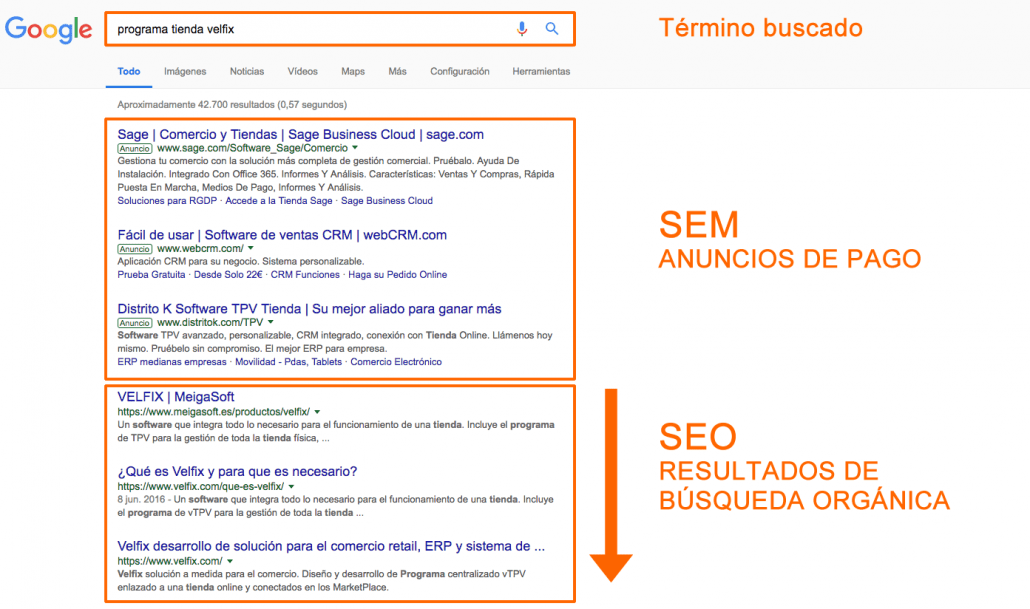 Google
programa tienda velfix
Término buscado
Todo Imágenes Noticias Vídeos Maps Más Configuración Herramientas
Aproximadamente 42.700 resultados (0,57 segundos)
Sage | Comercio y Tiendas | Sage Business Cloud | sage.com
Anuncio www.sage.com/Software_Sage/Comercio
Gestiona tu comercio con la solución más completa de gestión comercial. Pruébalo. Ayuda De
Instalación. Integrado Con Office 365. Informes Y Análisis. Características: Ventas Y Compras, Rápida
Puesta En Marcha, Medios De Pago, Informes Y Análisis.
Soluciones para RGDP · Accede a la Tienda Sage · Sage Business Cloud
Fácil de usar | Software de ventas CRM | webCRM.com
Anuncio www.webcrm.com/
Aplicación CRM para su negocio. Sistema personalizable.
Prueba Gratuita · Desde Solo 22€ · CRM Funciones · Haga su Pedido Online
Distrito K Software TPV Tienda | Su mejor aliado para ganar más
Anuncio www.distritok.com/TPV
Software TPV avanzado, personalizable, CRM integrado, conexión con Tienda Online. Llámenos hoy
mismo. Pruébelo sin compromiso. El mejor ERP para empresa.
ERP medianas empresas · Movilidad - Pdas, Tablets · Comercio Electrónico
SEM
ANUNCIOS DE PAGO
VELFIX | MeigaSoft
https://www.meigasoft.es/productos/velfix/
Un software que integra todo lo necesario para el funcionamiento de una tienda. Incluye el programa
de TPV para la gestión de toda la tienda física, ...
¿Qué es Velfix y para que es necesario?
https://www.velfix.com/que-es-velfix/
8 jun. 2016 - Un software que integra todo lo necesario para el funcionamiento de una tienda. Incluye
el programa de vTPV para la gestión de toda la tienda ...
Velfix desarrollo de solución para el comercio retail, ERP y sistema de ...
https://www.velfix.com/
Velfix solución a medida para el comercio. Diseño y desarrollo de Programa centralizado vTPV
enlazado a una tienda online y conectados en los MarketPlace.
SEO
RESULTADOS DE
BÚSQUEDA ORGÁNICA